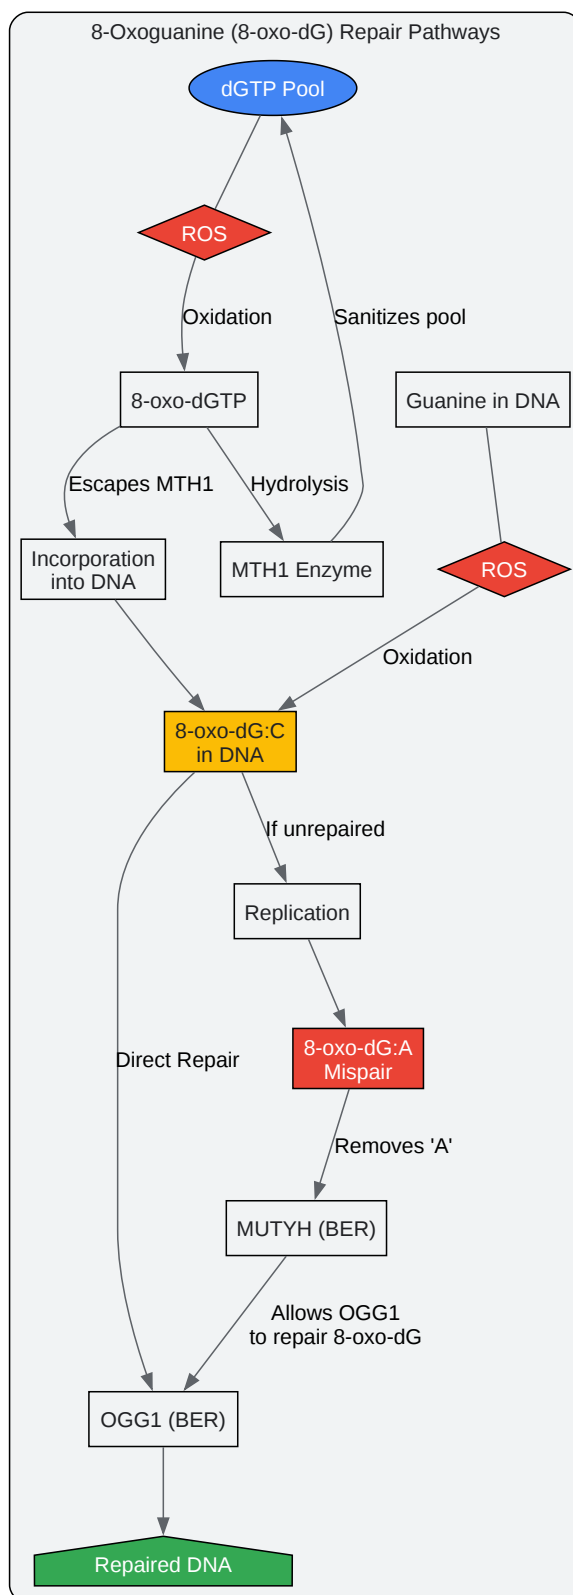 8-Oxoguanine (8-oxo-dG) Repair Pathways
dGTP Pool
ROS
Oxidation
Sanitizes pool
8-oxo-dGTP
Guanine in DNA
Escapes MTH1
Hydrolysis
Incorporation
into DNA
MTH1 Enzyme
ROS
Oxidation
8-oxo-dG:C
in DNA
If unrepaired
Replication
Direct Repair
8-oxo-dG:A
Mispair
Removes 'A'
MUTYH (BER)
Allows OGG1
to repair 8-oxo-dG
OGG1 (BER)
Repaired DNA